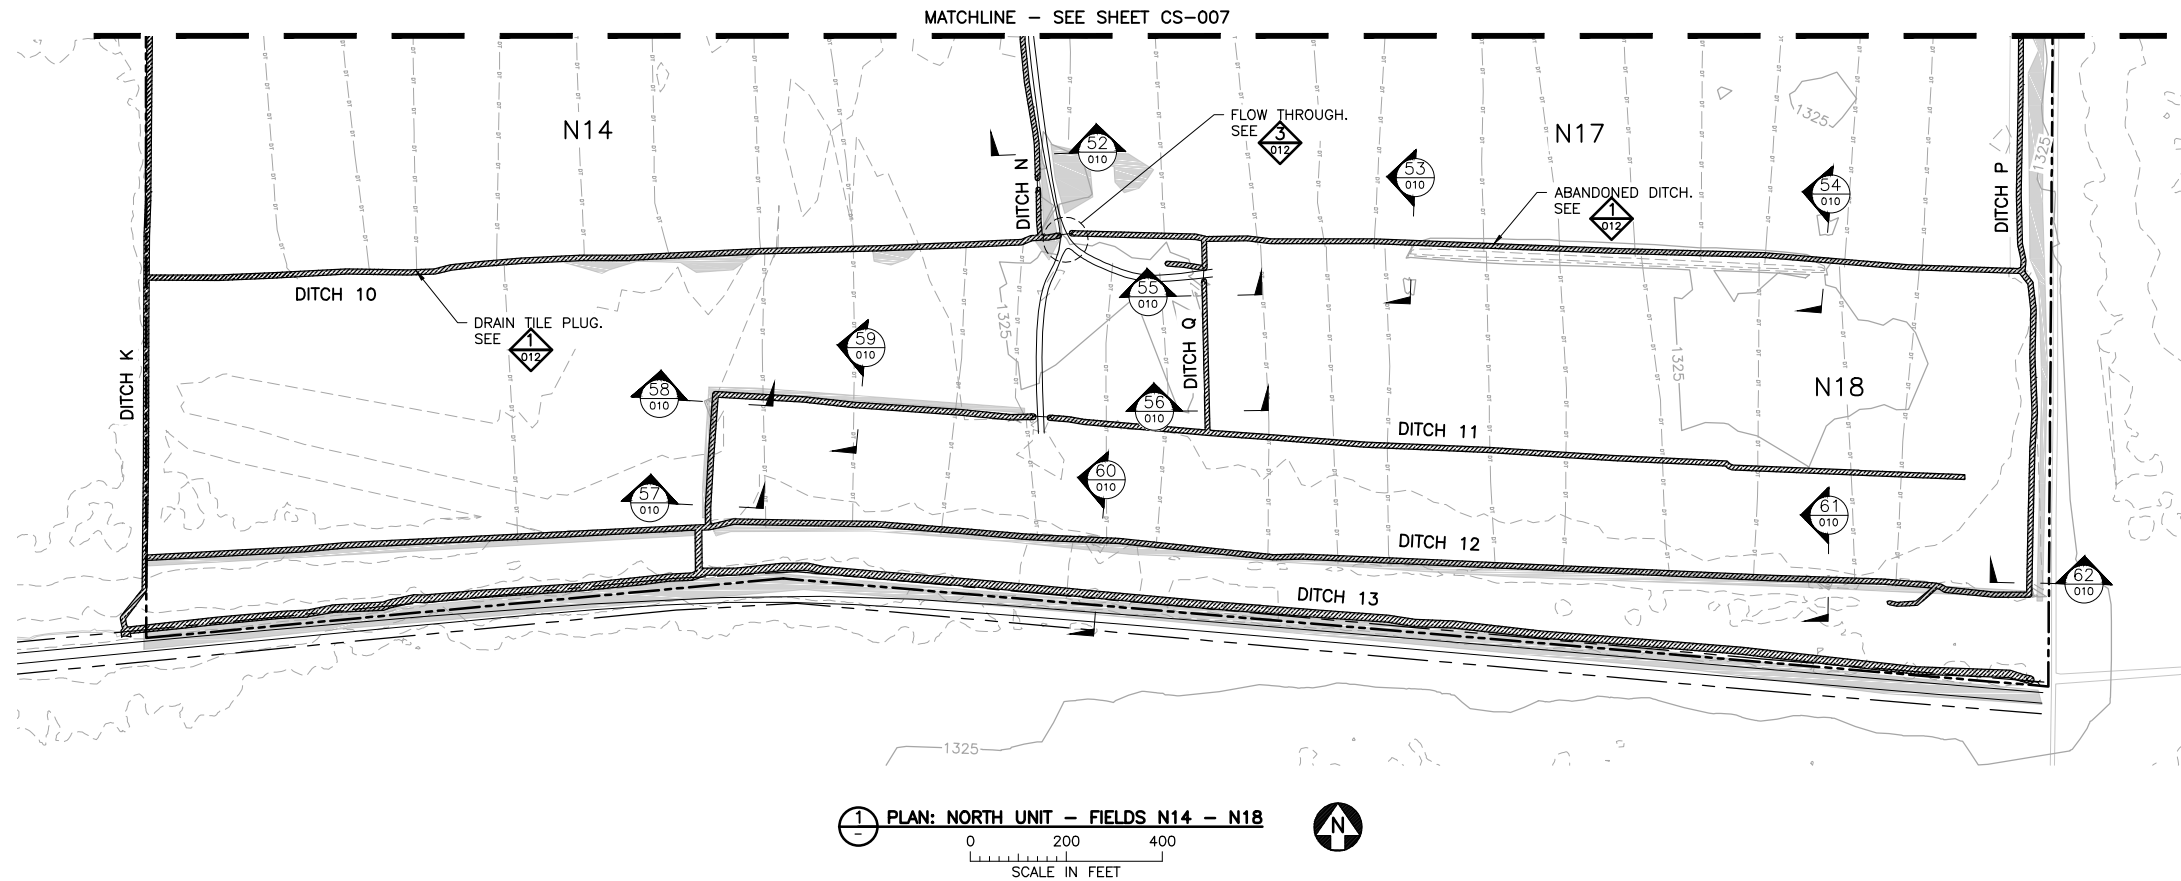 MATCHLINE – SEE SHEET CS–007
N14
N17
1325
1325
FLOW THROUGH.
SEE 3
012
52
010
53
010
54
010
ABANDONED DITCH.
SEE 1
012
DITCH N
DITCH P
DITCH 10
DRAIN TILE PLUG.
SEE 1
012
DITCH K
55
010
59
010
1325
DITCH Q
1325
N18
58
010
56
010
DITCH 11
57
010
60
010
61
010
DITCH 12
DITCH 13
62
010
1325
1
–
PLAN: NORTH UNIT – FIELDS N14 – N18
N
0 200 400
SCALE IN FEET